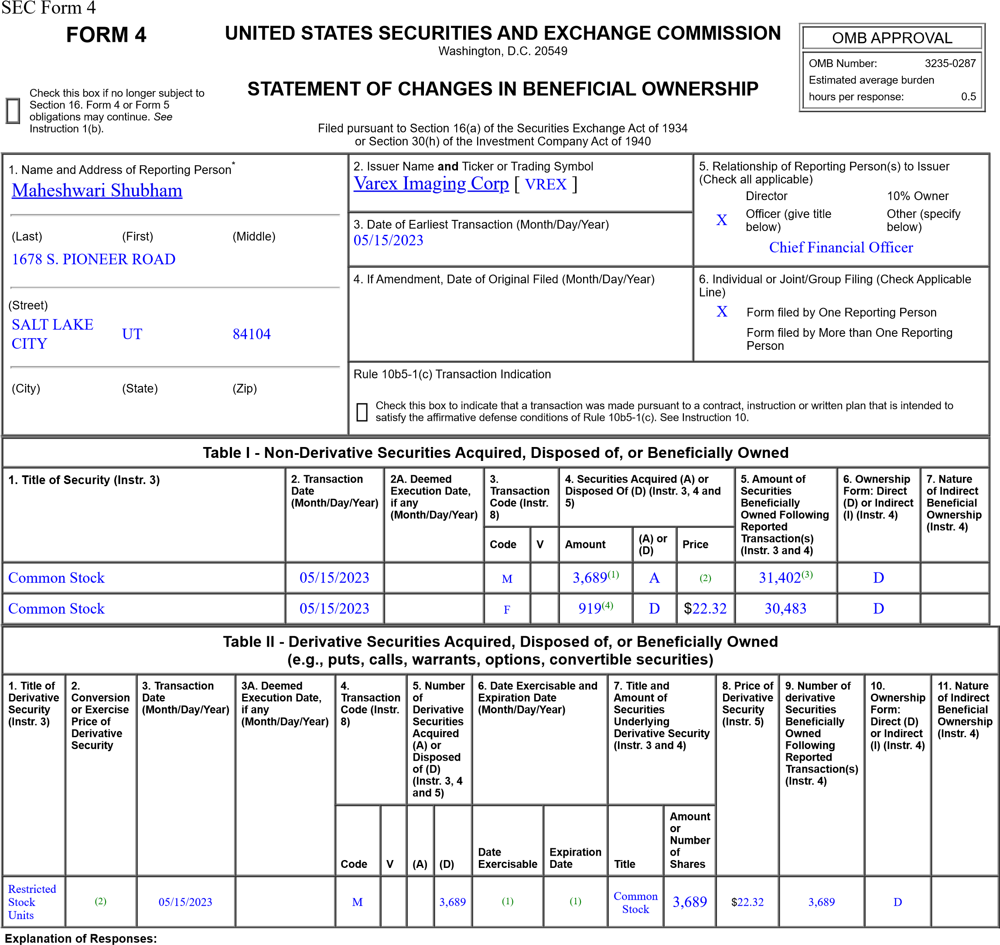 SEC Form 4
FORM 4
UNITED STATES SECURITIES AND EXCHANGE COMMISSION
Washington, D.C. 20549
STATEMENT OF CHANGES IN BENEFICIAL OWNERSHIP
Filed pursuant to Section 16(a) of the Securities Exchange Act of 1934
or Section 30(h) of the Investment Company Act of 1940
OMB APPROVAL
OMB Number: 3235-0287
Estimated average burden
hours per response: 0.5
Check this box if no longer subject to
Section 16. Form 4 or Form 5
obligations may continue. See
Instruction 1(b).
1. Name and Address of Reporting Person*
Maheshwari Shubham
(Last) (First) (Middle)
1678 S. PIONEER ROAD
(Street)
SALT LAKE
CITY
UT
84104
(City) (State) (Zip)
2. Issuer Name and Ticker or Trading Symbol
Varex Imaging Corp [ VREX ]
3. Date of Earliest Transaction (Month/Day/Year)
05/15/2023
4. If Amendment, Date of Original Filed (Month/Day/Year)
5. Relationship of Reporting Person(s) to Issuer
(Check all applicable)
Director 10% Owner
X Officer (give title
below)
Other (specify
below)
Chief Financial Officer
6. Individual or Joint/Group Filing (Check Applicable
Line)
X Form filed by One Reporting Person
Form filed by More than One Reporting
Person
Rule 10b5-1(c) Transaction Indication
Check this box to indicate that a transaction was made pursuant to a contract, instruction or written plan that is intended to
satisfy the affirmative defense conditions of Rule 10b5-1(c). See Instruction 10.
Table I - Non-Derivative Securities Acquired, Disposed of, or Beneficially Owned
1. Title of Security (Instr. 3)
2. Transaction
Date
(Month/Day/Year)
2A. Deemed
Execution Date,
if any
(Month/Day/Year)
3.
Transaction
Code (Instr.
8)
4. Securities Acquired (A) or
Disposed Of (D) (Instr. 3, 4 and
5)
5. Amount of
Securities
Beneficially
Owned Following
Reported
Transaction(s)
(Instr. 3 and 4)
6. Ownership
Form: Direct
(D) or Indirect
(I) (Instr. 4)
7. Nature
of Indirect
Beneficial
Ownership
(Instr. 4)
Code V Amount (A) or
(D)
Price
Common Stock 05/15/2023 M 3,689(1) A (2) 31,402(3) D
Common Stock 05/15/2023 F 919(4) D $22.32 30,483 D
Table II - Derivative Securities Acquired, Disposed of, or Beneficially Owned
(e.g., puts, calls, warrants, options, convertible securities)
1. Title of
Derivative
Security
(Instr. 3)
2.
Conversion
or Exercise
Price of
Derivative
Security
3. Transaction
Date
(Month/Day/Year)
3A. Deemed
Execution Date,
if any
(Month/Day/Year)
4.
Transaction
Code (Instr.
8)
5. Number
of
Derivative
Securities
Acquired
(A) or
Disposed
of (D)
(Instr. 3, 4
and 5)
6. Date Exercisable and
Expiration Date
(Month/Day/Year)
7. Title and
Amount of
Securities
Underlying
Derivative Security
(Instr. 3 and 4)
8. Price of
Derivative
Security
(Instr. 5)
9. Number of
derivative
Securities
Beneficially
Owned
Following
Reported
Transaction(s)
(Instr. 4)
10.
Ownership
Form:
Direct (D)
or Indirect
(I) (Instr. 4)
11. Nature
of Indirect
Beneficial
Ownership
(Instr. 4)
Code V (A) (D)
Date
Exercisable
Expiration
Date
Title
Amount
or
Number
of
Shares
Restricted
Stock
Units
(2) 05/15/2023 M 3,689 (1) (1)
Common
Stock
3,689 $22.32 3,689 D
Explanation of Responses: